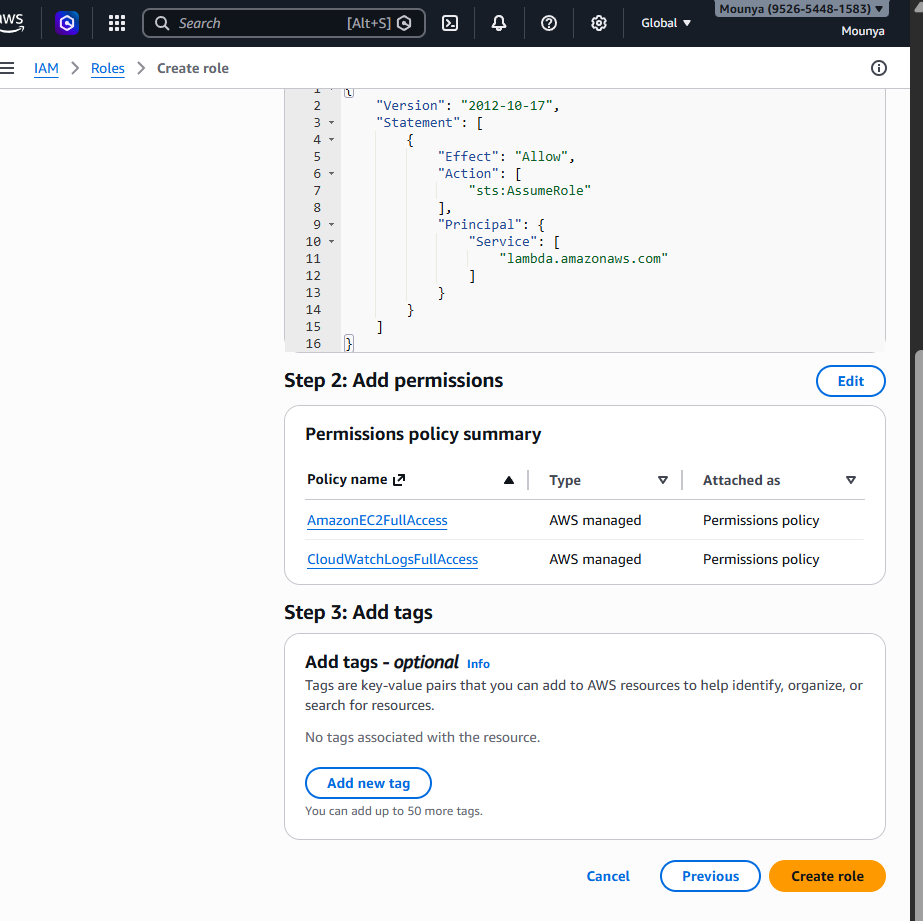 aws
Search [Alt+S]
Global
Mounya (9526-5448-1583)
Mounya
IAM > Roles > Create role
1 {
2 "Version": "2012-10-17",
3 "Statement": [
4 {
5 "Effect": "Allow",
6 "Action": [
7 "sts:AssumeRole"
8 ],
9 "Principal": {
10 "Service": [
11 "lambda.amazonaws.com"
12 ]
13 }
14 }
15 ]
16 }
Step 2: Add permissions
Edit
Permissions policy summary
Policy name Type Attached as
AmazonEC2FullAccess AWS managed Permissions policy
CloudWatchLogsFullAccess AWS managed Permissions policy
Step 3: Add tags
Add tags - optional Info
Tags are key-value pairs that you can add to AWS resources to help identify, organize, or
search for resources.
No tags associated with the resource.
Add new tag
You can add up to 50 more tags.
Cancel Previous Create role